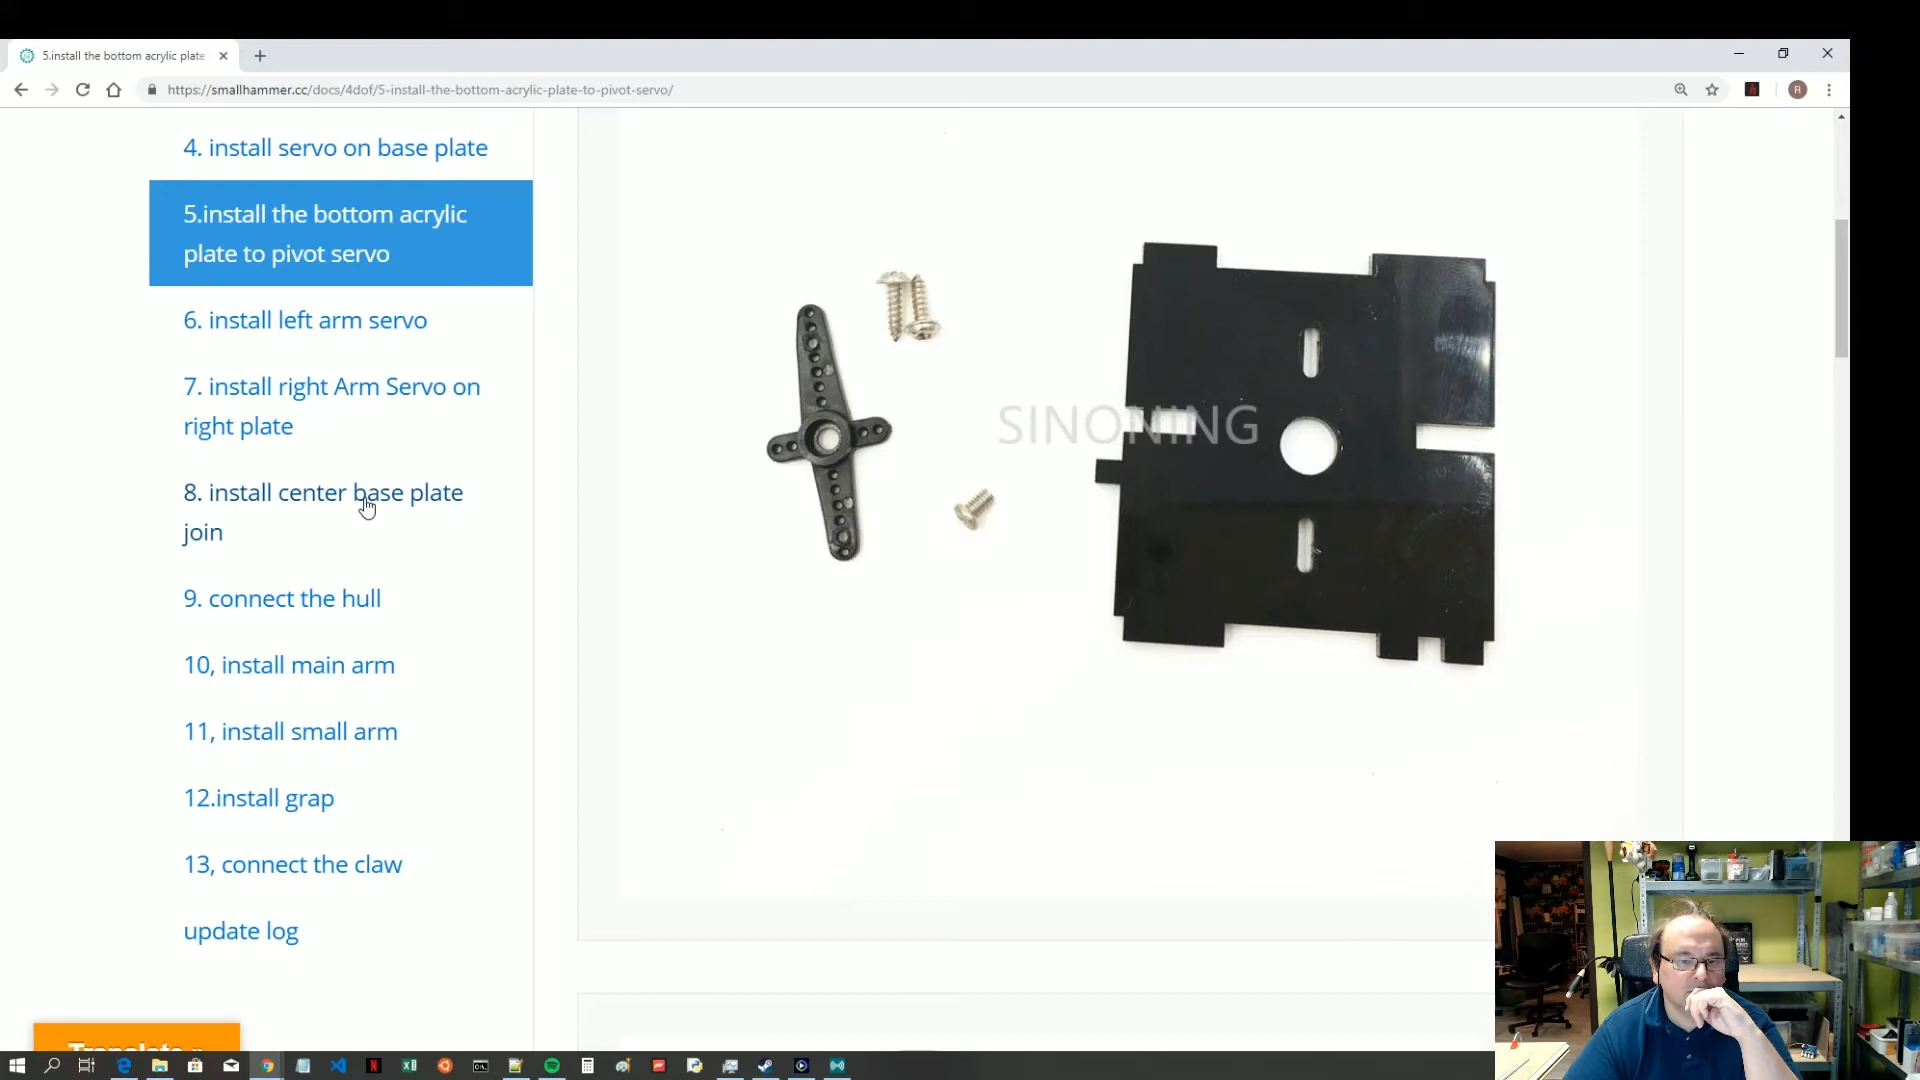 5.install the bottom acrylic plate
https://smallhammer.cc/docs/4dof/5-install-the-bottom-acrylic-plate-to-pivot-servo/
R
4. install servo on base plate
5.install the bottom acrylic
plate to pivot servo
6. install left arm servo
7. install right Arm Servo on
right plate
8. install center base plate
join
9. connect the hull
10, install main arm
11, install small arm
12.install grap
13, connect the claw
update log
Translate »
SINONING